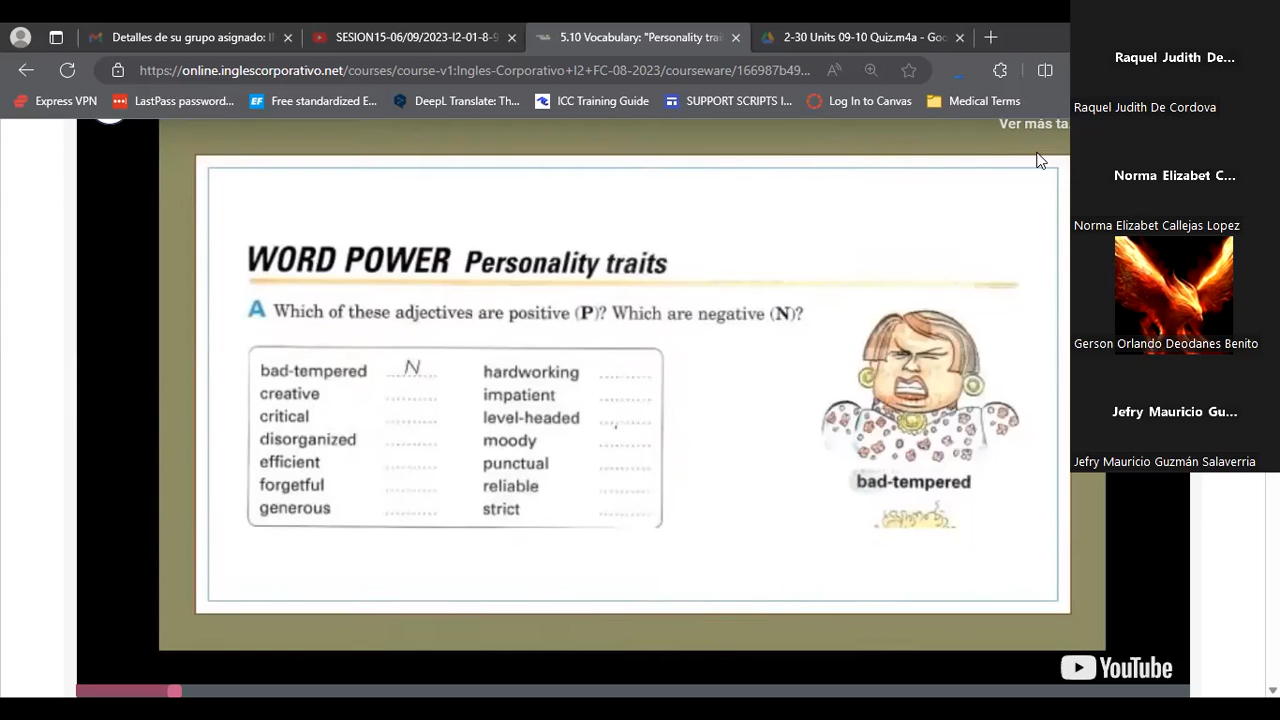 Detalles de su grupo asignado: I
SESION15-06/09/2023-I2-01-8-9
5.10 Vocabulary: "Personality trai
2-30 Units 09-10 Quiz.m4a - Goo
https://online.inglescorporativo.net/courses/course-v1:Ingles-Corporativo+I2+FC-08-2023/courseware/166987b49...
Express VPN
LastPass password...
EF Free standardized E...
DeepL Translate: Th...
ICC Training Guide
SUPPORT SCRIPTS I...
Log In to Canvas
Medical Terms
Ver más ta
WORD POWER Personality traits
A Which of these adjectives are positive (P)? Which are negative (N)?
bad-tempered N hardworking
creative impatient
critical level-headed
disorganized moody
efficient punctual
forgetful reliable
generous strict
bad-tempered
YouTube
Raquel Judith De...
Raquel Judith De Cordova
Norma Elizabet C...
Norma Elizabet Callejas Lopez
Gerson Orlando Deodanes Benito
Jefry Mauricio Gu...
Jefry Mauricio Guzmán Salaverria